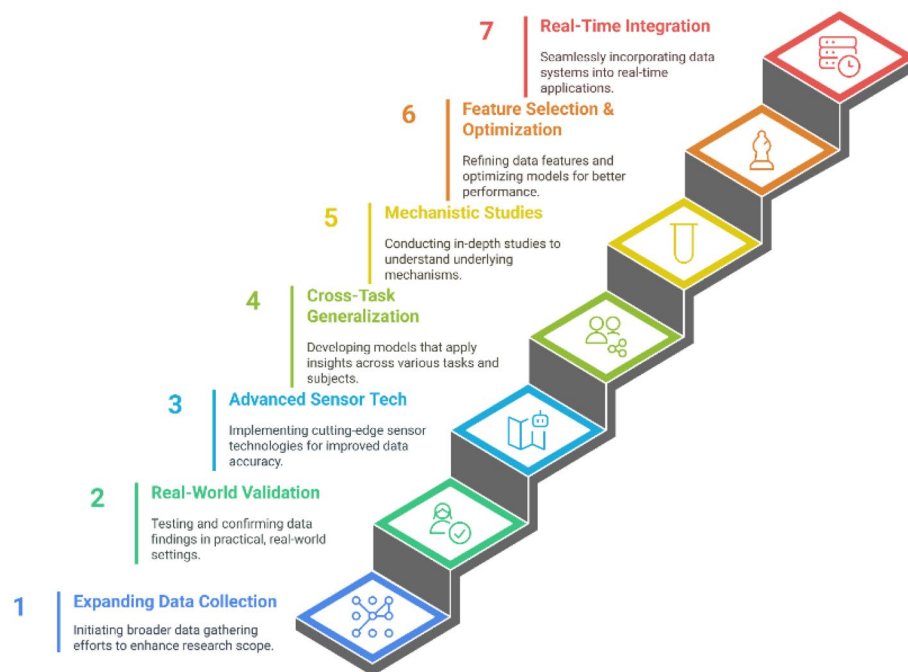 7
Real-Time Integration
Seamlessly incorporating data
systems into real-time
applications.
6
Feature Selection &
Optimization
Refining data features and
optimizing models for better
performance.
5
Mechanistic Studies
Conducting in-depth studies to
understand underlying
mechanisms.
4
Cross-Task
Generalization
Developing models that apply
insights across various tasks and
subjects.
3
Advanced Sensor Tech
Implementing cutting-edge sensor
technologies for improved data
accuracy.
2
Real-World Validation
Testing and confirming data
findings in practical, real-world
settings.
1
Expanding Data Collection
Initiating broader data gathering
efforts to enhance research scope.